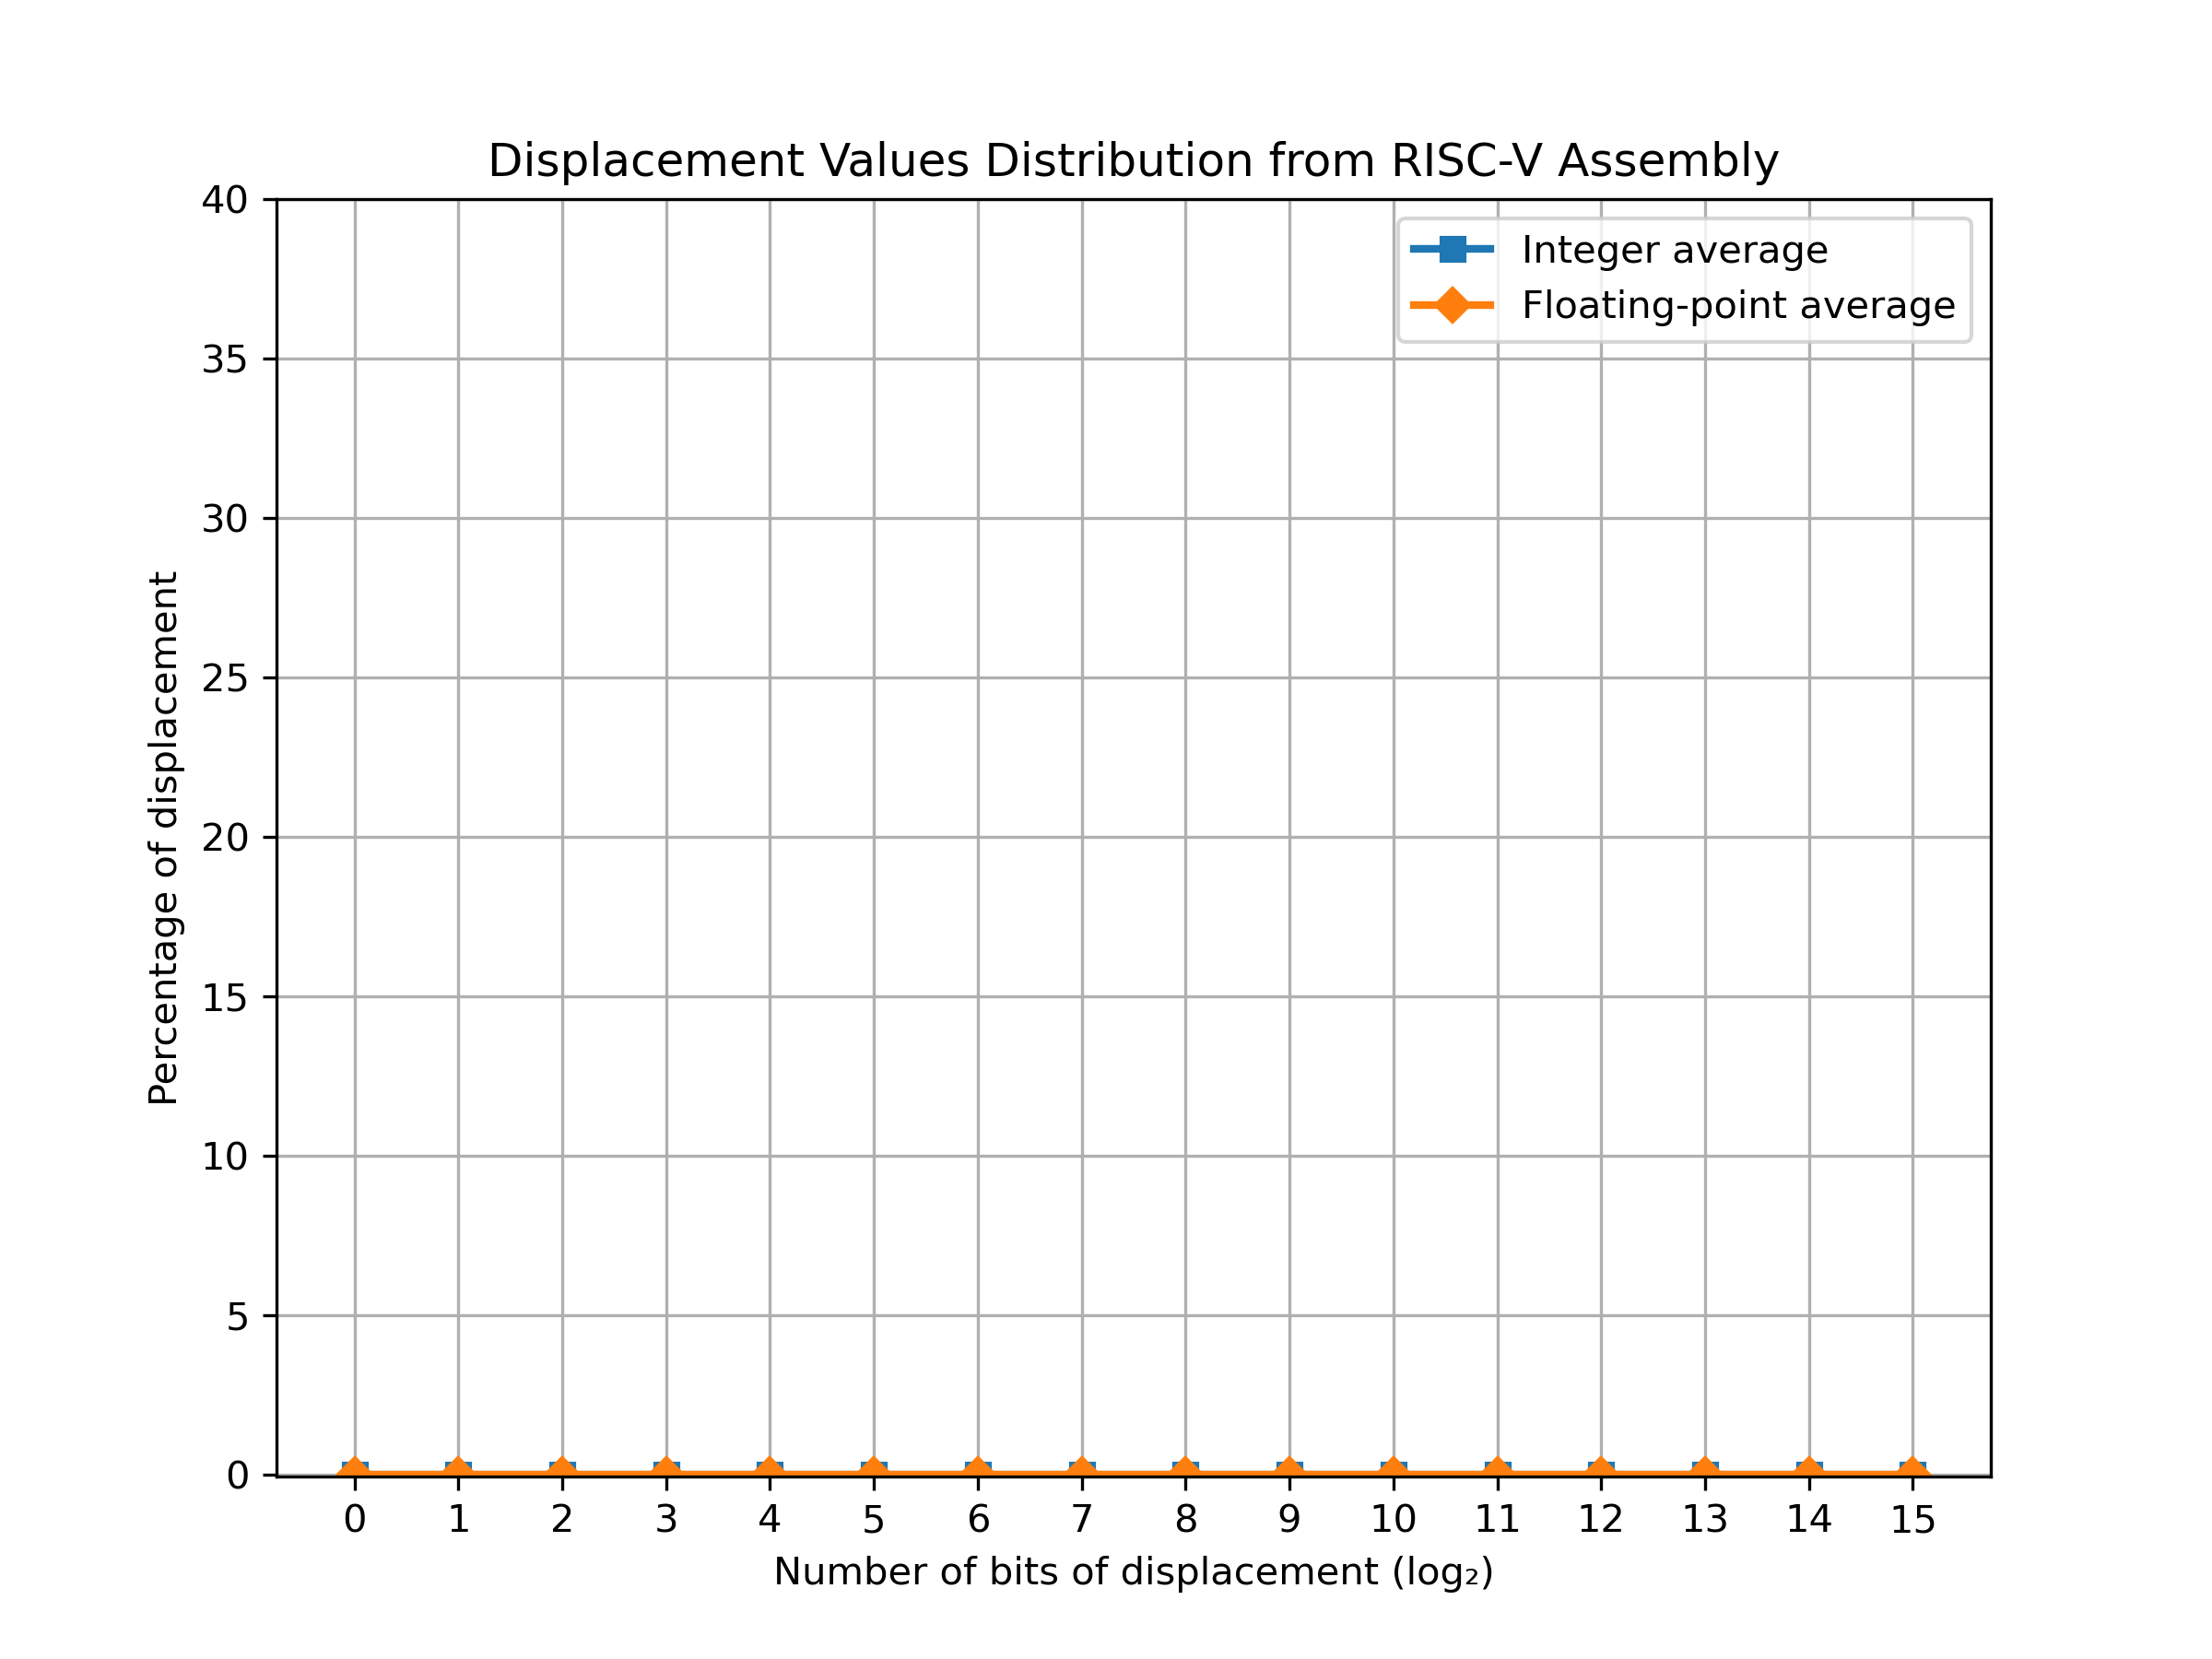 Displacement Values Distribution from RISC-V Assembly
40
35
30
25
20
15
10
5
0
Percentage of displacement
Integer average
Floating-point average
0 1 2 3 4 5 6 7 8 9 10 11 12 13 14 15
Number of bits of displacement (log₂)